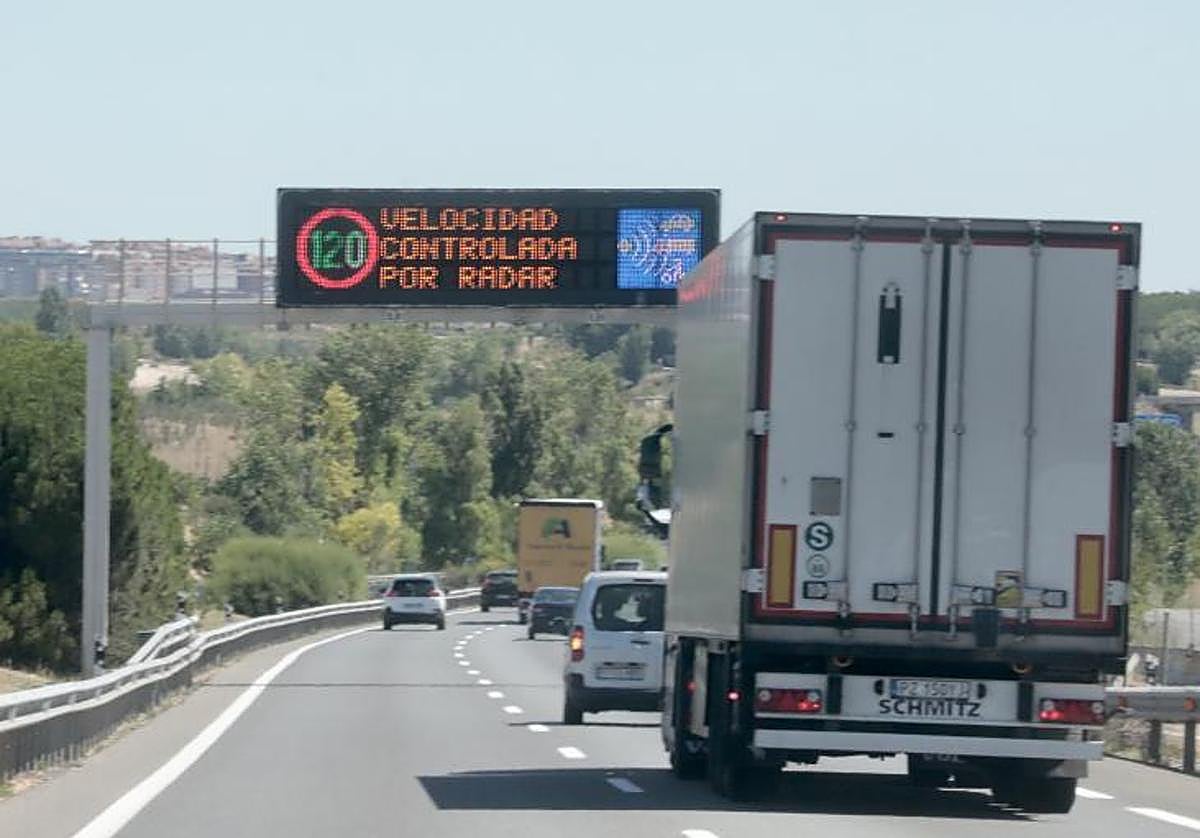 120
VELOCIDAD
CONTROLADA
POR RADAR
S
SCHMITZ